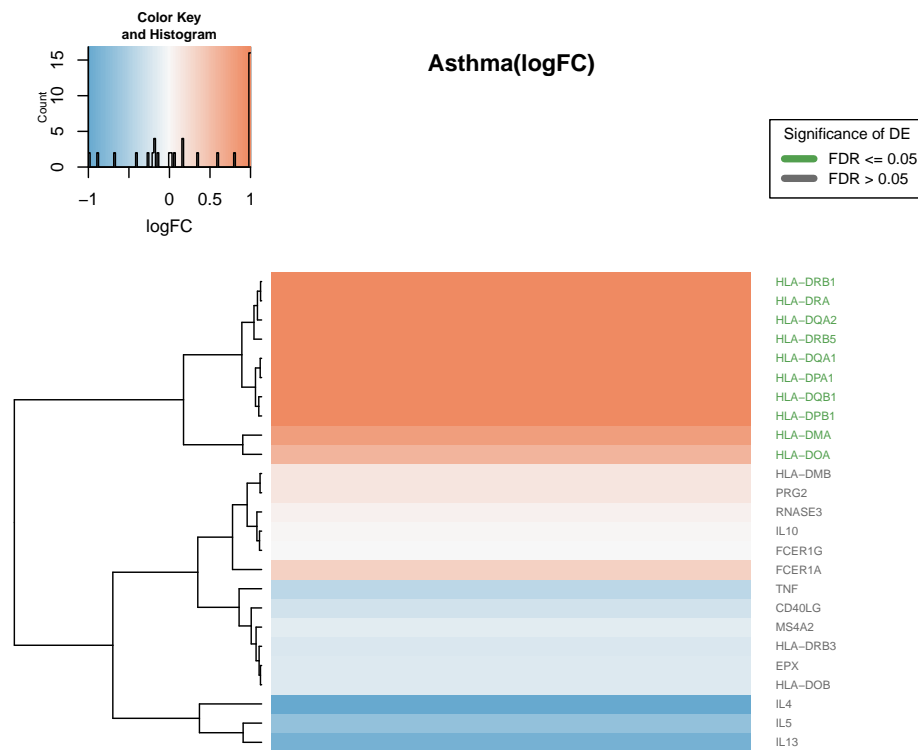 Color Key
and Histogram
Asthma(logFC)
Count
0 5 10 15
−1 0 0.5 1
logFC
Significance of DE
FDR <= 0.05
FDR > 0.05
HLA−DRB1
HLA−DRA
HLA−DQA2
HLA−DRB5
HLA−DQA1
HLA−DPA1
HLA−DQB1
HLA−DPB1
HLA−DMA
HLA−DOA
HLA−DMB
PRG2
RNASE3
IL10
FCER1G
FCER1A
TNF
CD40LG
MS4A2
HLA−DRB3
EPX
HLA−DOB
IL4
IL5
IL13